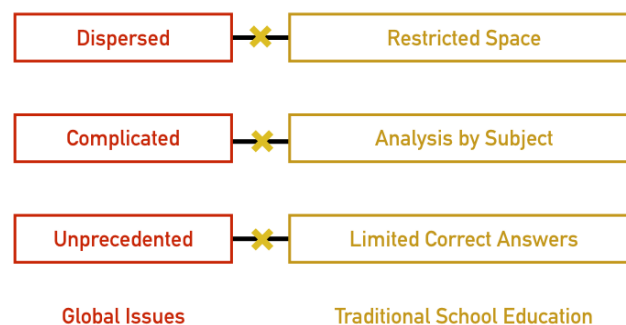 Dispersed
Restricted Space
Complicated
Analysis by Subject
Unprecedented
Limited Correct Answers
Global Issues
Traditional School Education